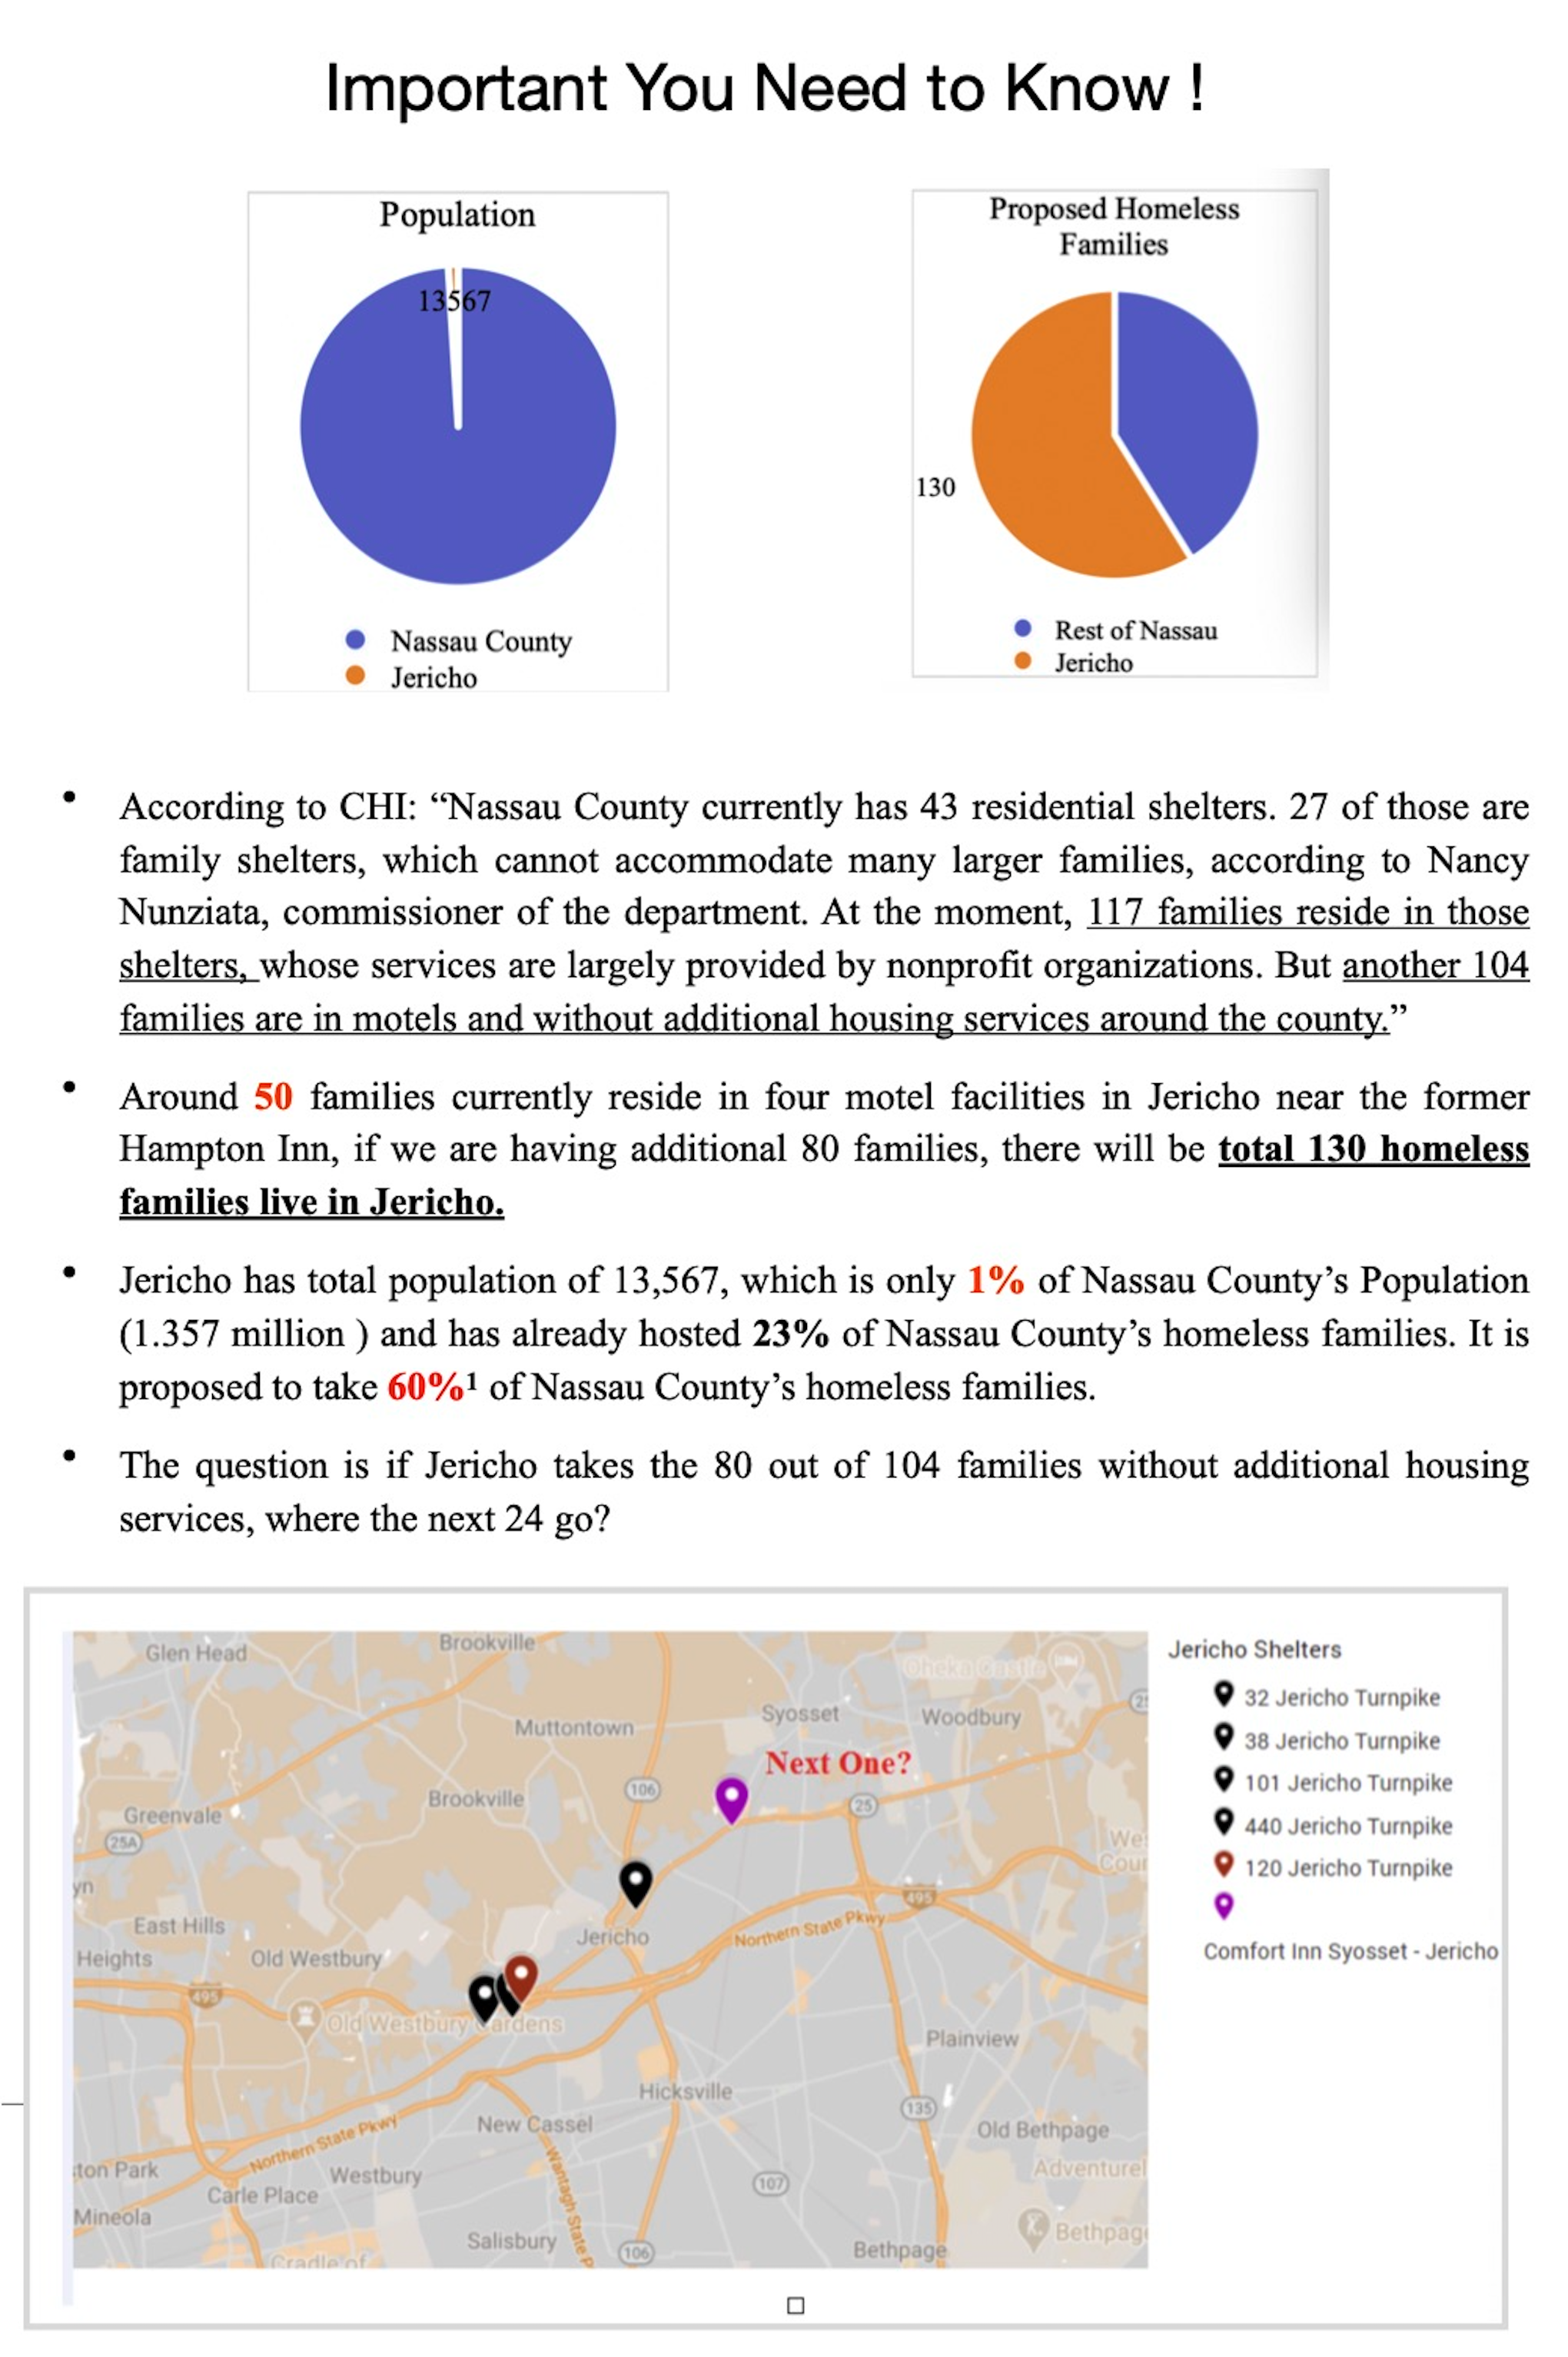 Important You Need to Know !
Population
13567
Nassau County
Jericho
Proposed Homeless
Families
130
Rest of Nassau
Jericho
• According to CHI: “Nassau County currently has 43 residential shelters. 27 of those are
family shelters, which cannot accommodate many larger families, according to Nancy
Nunziata, commissioner of the department. At the moment, 117 families reside in those
shelters, whose services are largely provided by nonprofit organizations. But another 104
families are in motels and without additional housing services around the county.”
• Around 50 families currently reside in four motel facilities in Jericho near the former
Hampton Inn, if we are having additional 80 families, there will be total 130 homeless
families live in Jericho.
• Jericho has total population of 13,567, which is only 1% of Nassau County’s Population
(1.357 million ) and has already hosted 23% of Nassau County’s homeless families. It is
proposed to take 60%¹ of Nassau County’s homeless families.
• The question is if Jericho takes the 80 out of 104 families without additional housing
services, where the next 24 go?
Glen Head
Brookville
Oheka Castle
25
Syosset
Woodbury
Muttontown
Next One?
106
Brookville
25
Greenvale
25A
Wes
Cour
yn
495
East Hills
Northern State Pkwy
Jericho
Heights
Old Westbury
495
Old Westbury Gardens
Plainview
Hicksville
135
New Cassel
Old Bethpage
Northern State Pkwy
Adventurel
ton Park
Westbury
107
Carle Place
Wantagh State P
Mineola
Bethpag
Salisbury
106
Bethpage
Cradle of
Jericho Shelters
32 Jericho Turnpike
38 Jericho Turnpike
101 Jericho Turnpike
440 Jericho Turnpike
120 Jericho Turnpike
Comfort Inn Syosset - Jericho